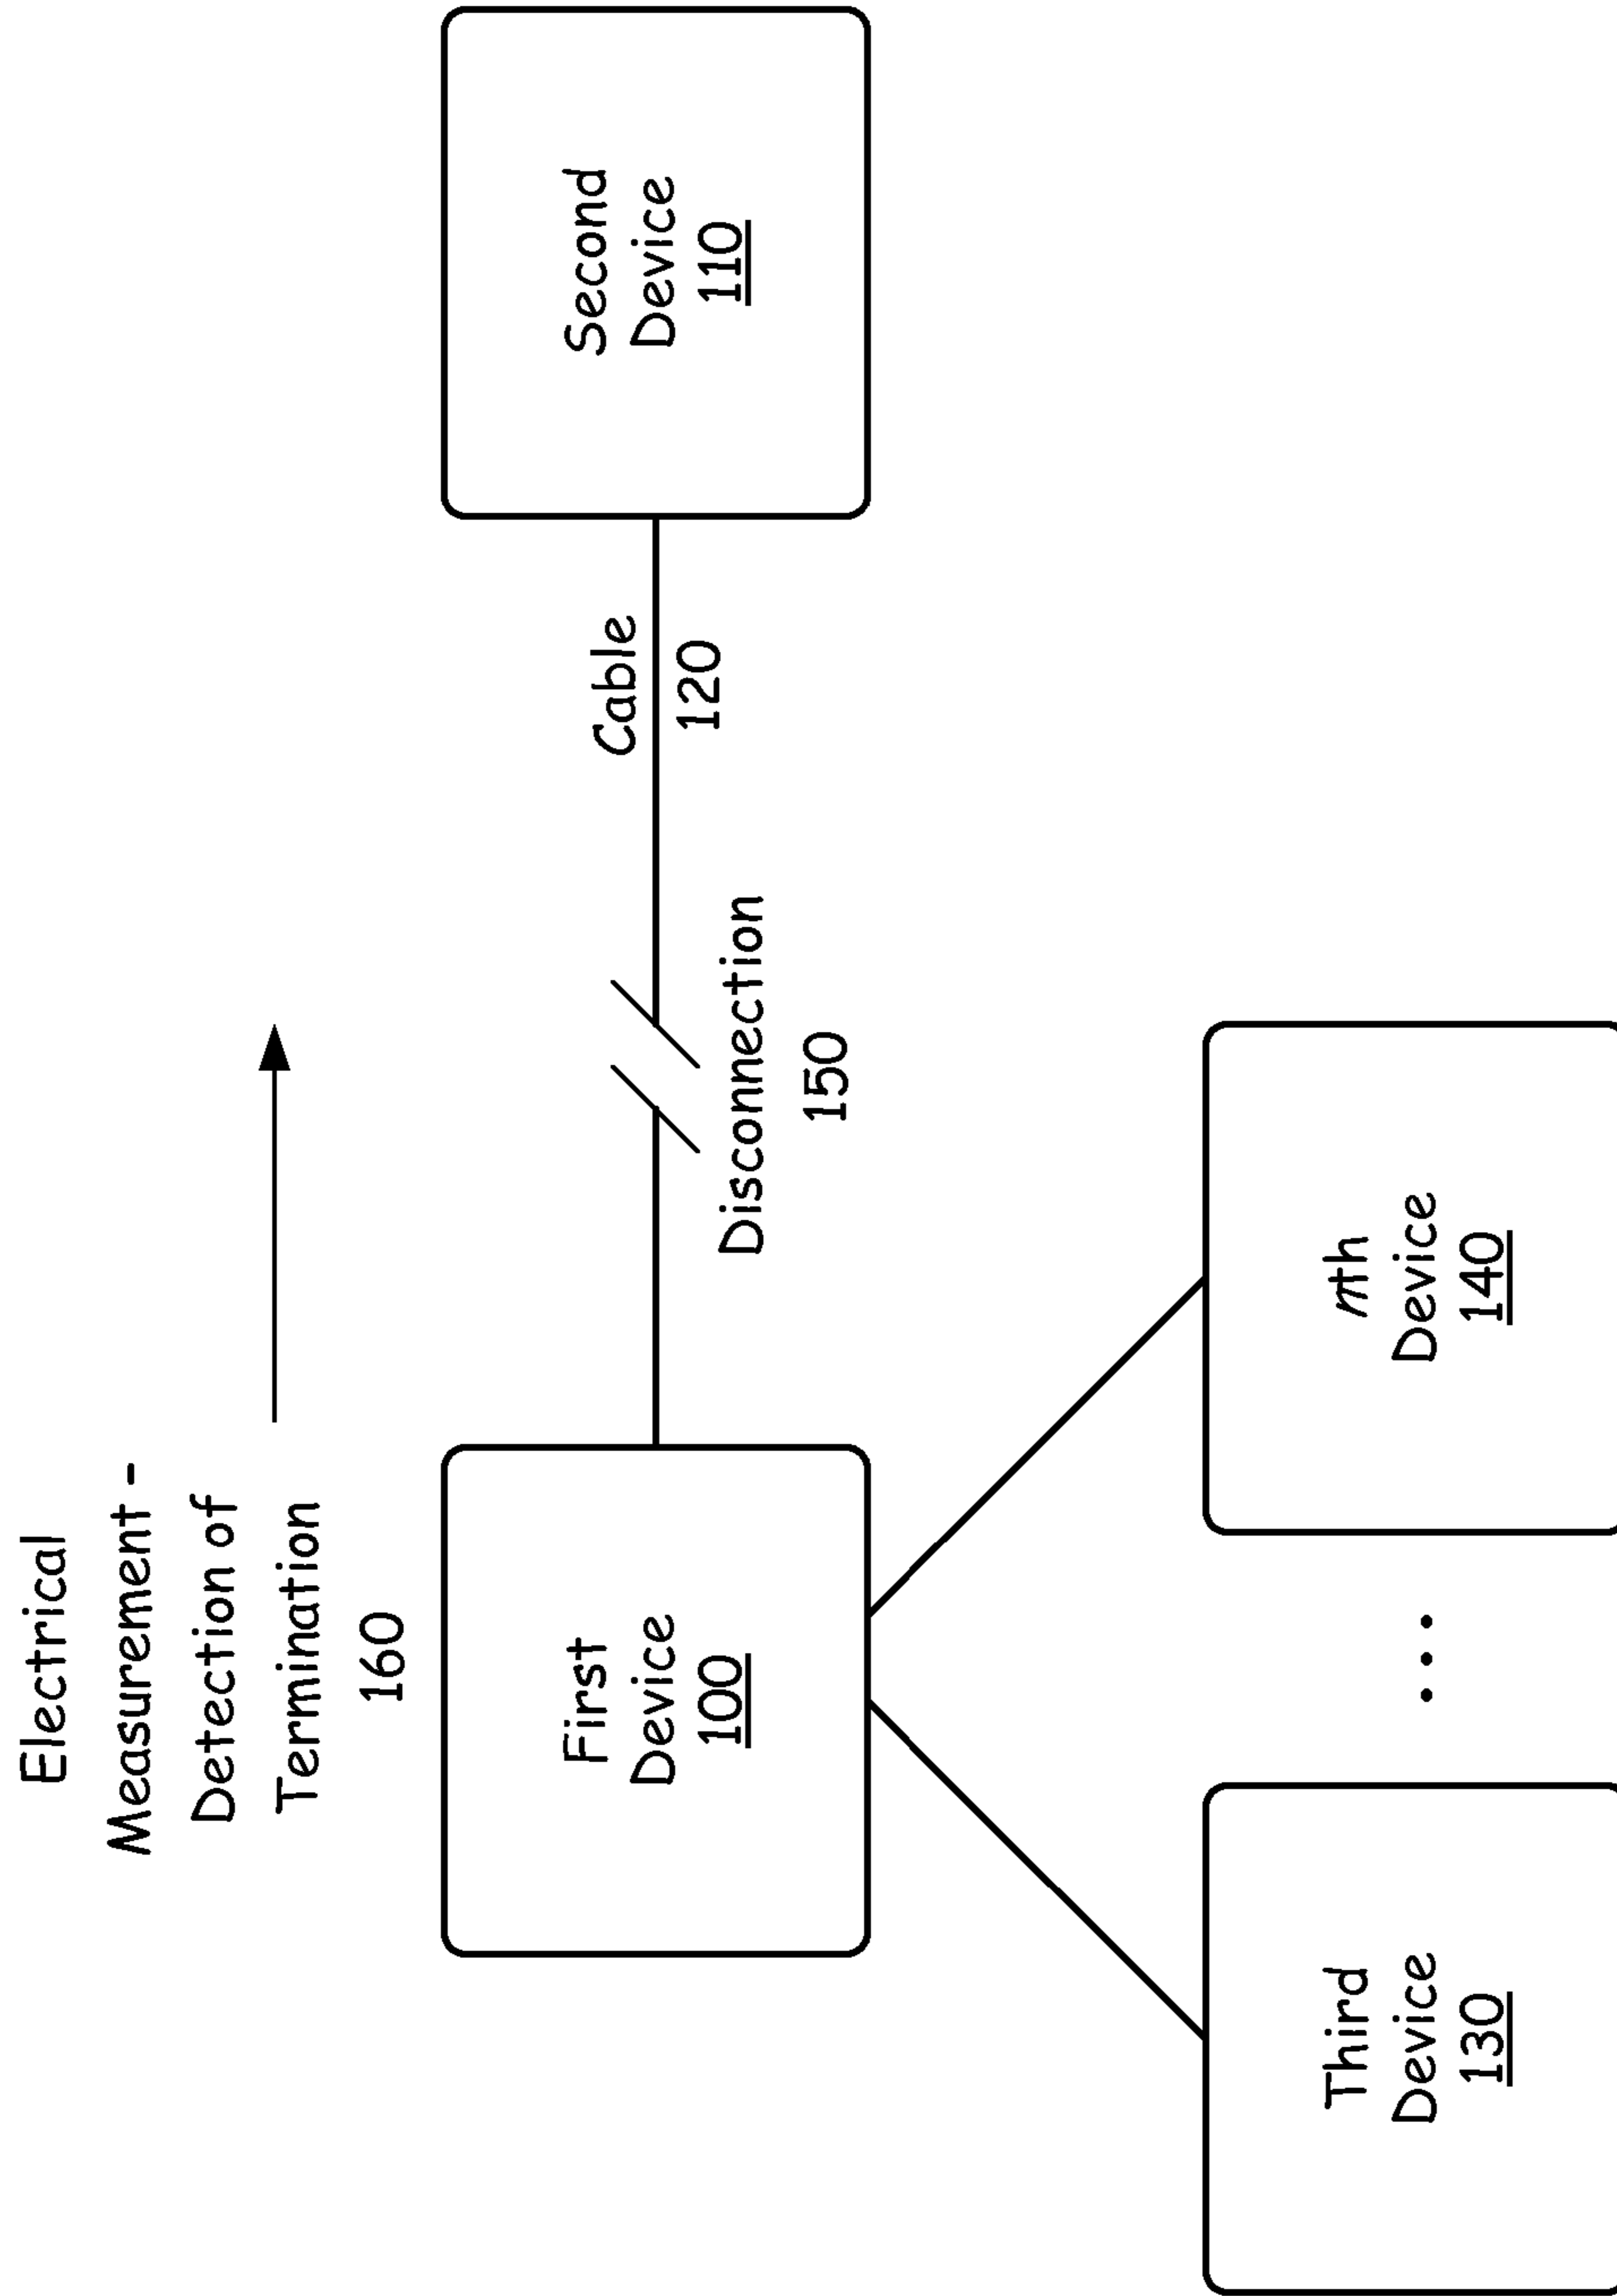 Electrical
Measurement -
Detection of
Termination
160
First
Device
100
Disconnection
150
Cable
120
Second
Device
110
Third
Device
130
...
mth
Device
140